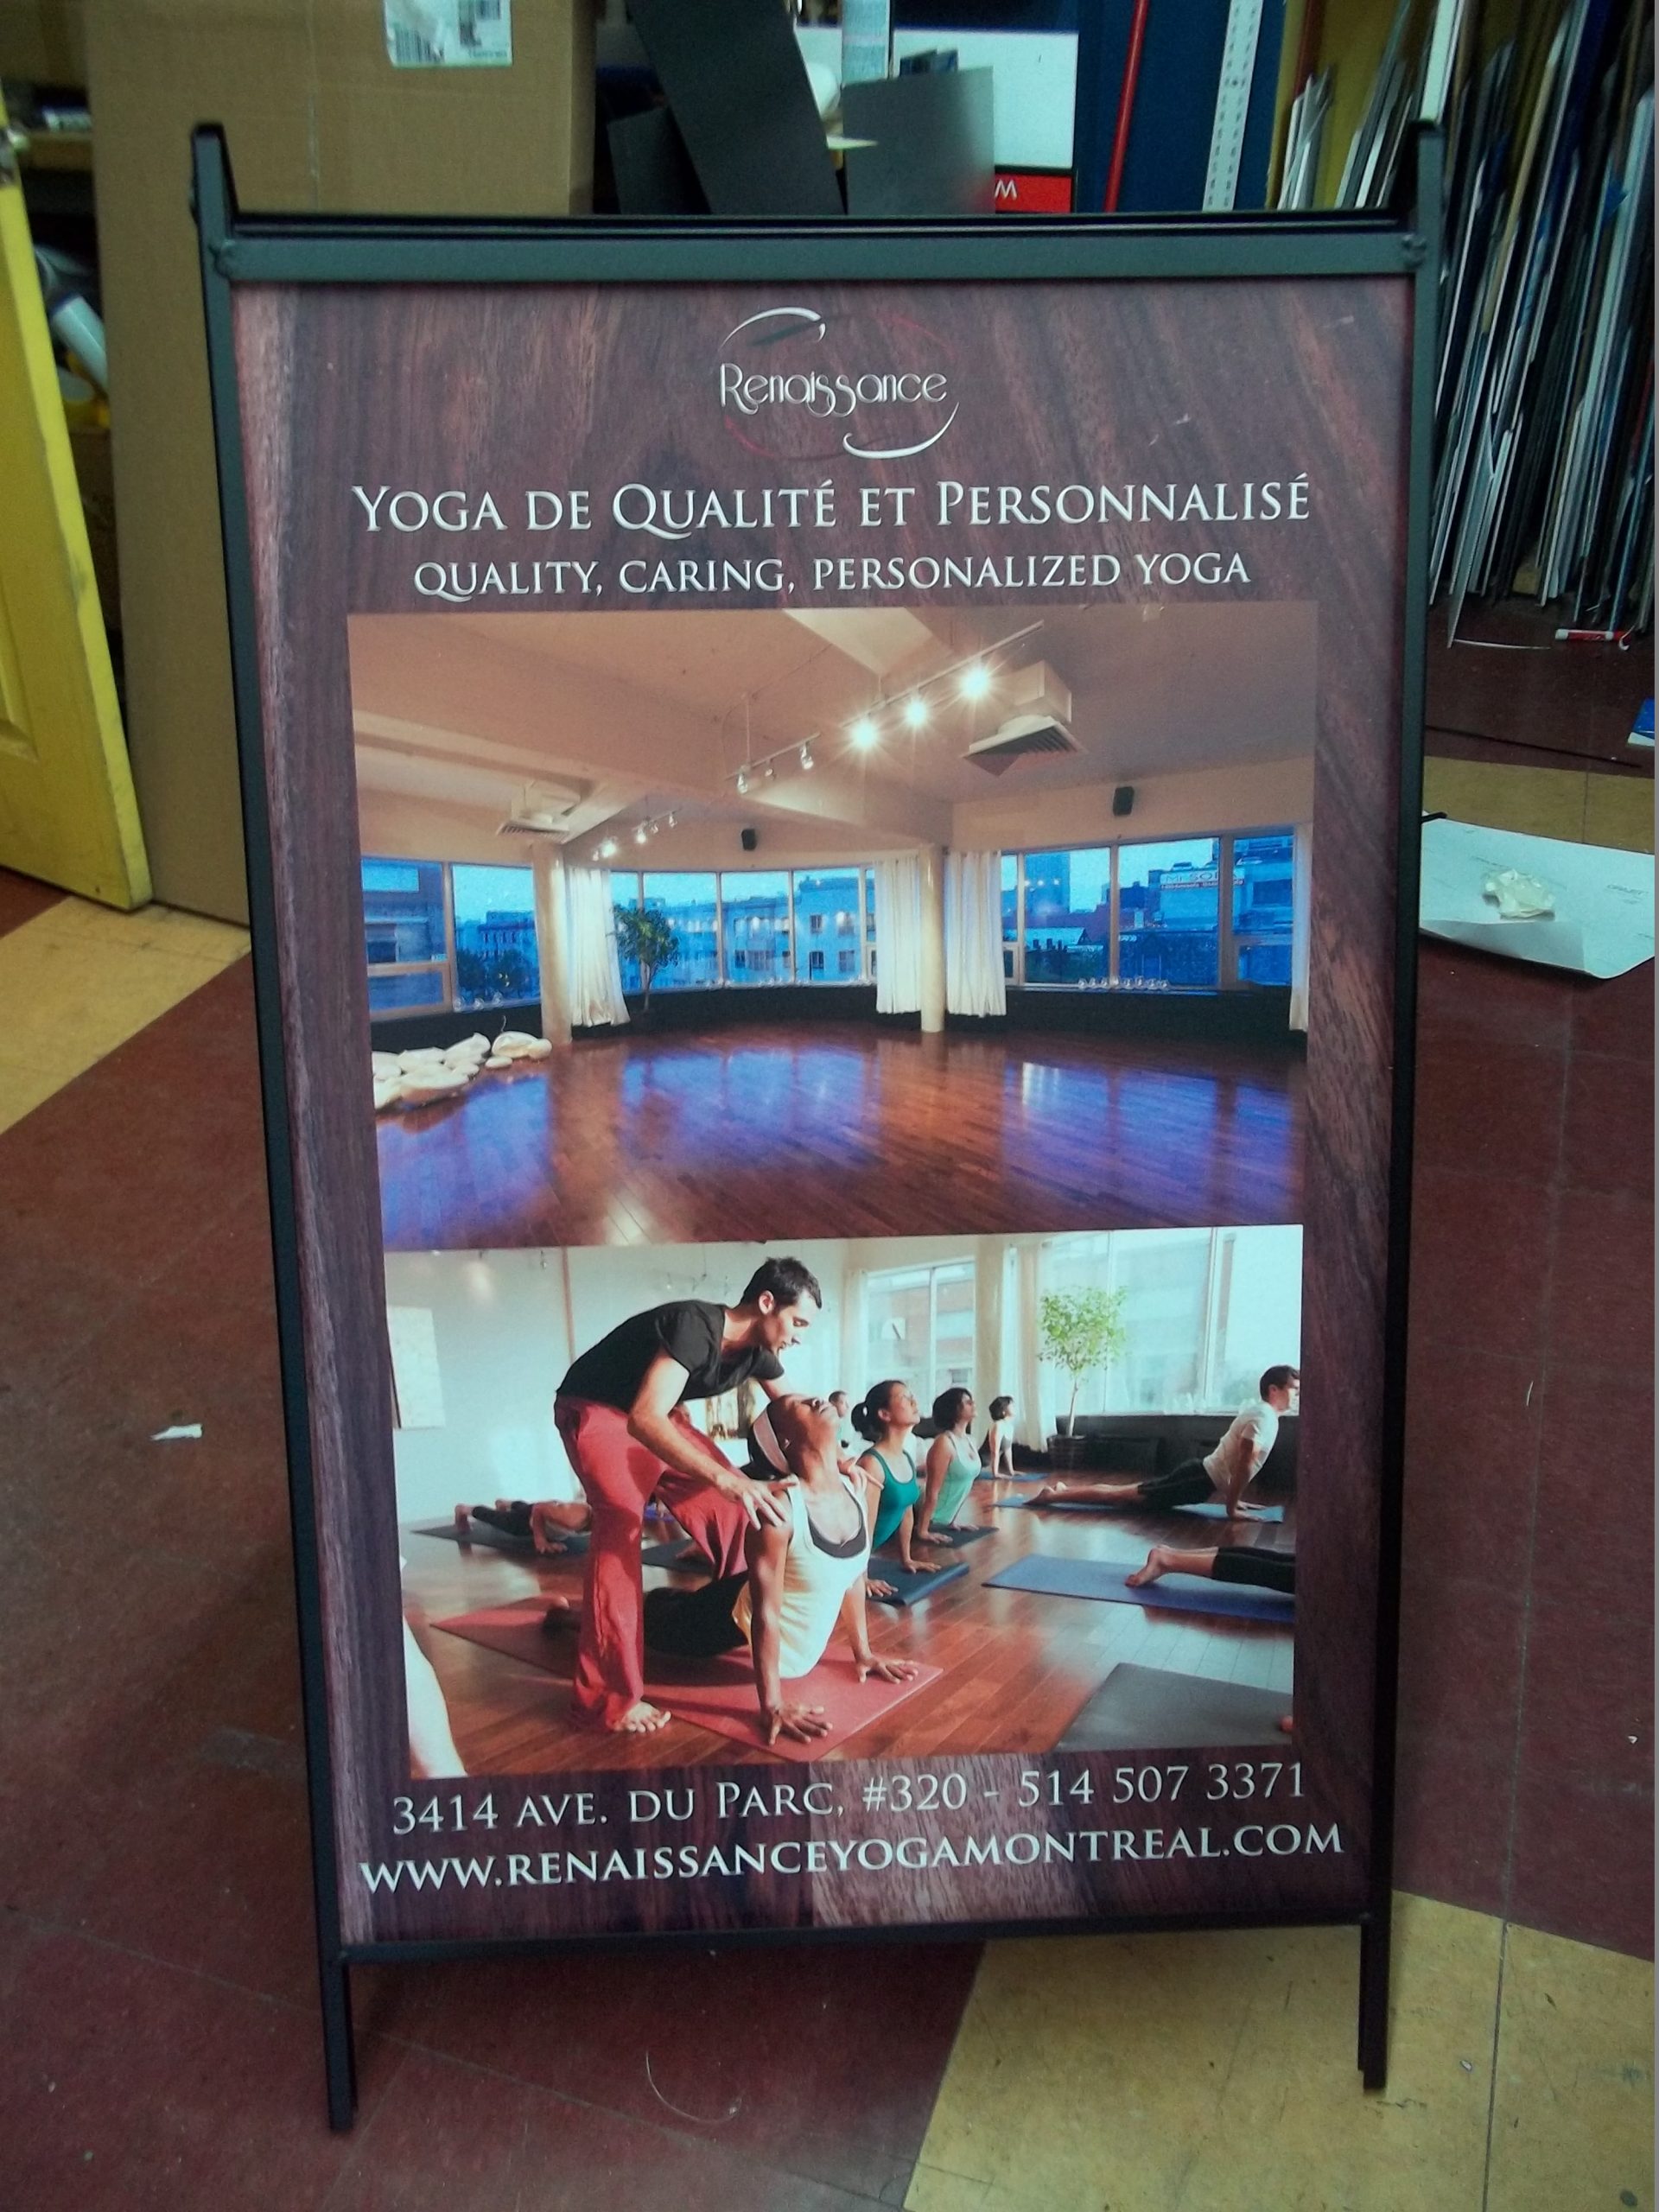 M
Renaissance
Yoga de Qualité et Personnalisé
Quality, Caring, Personalized Yoga
3414 ave. du Parc, #320 - 514 507 3371
www.renaissanceyogamontreal.com